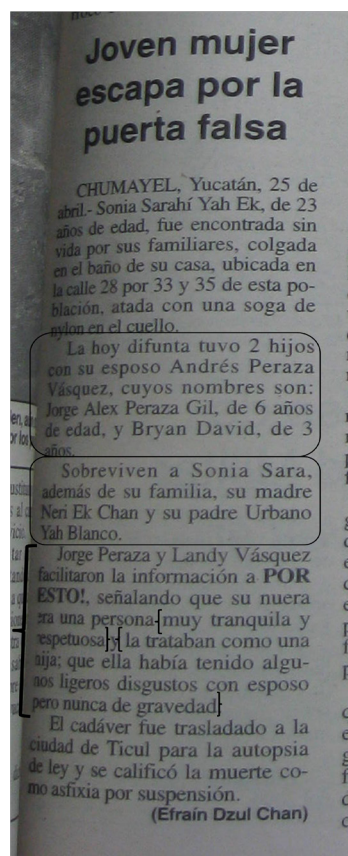 Joven mujer
escapa por la
puerta falsa
CHUMAYEL, Yucatán, 25 de
abril.- Sonia Sarahí Yah Ek, de 23
años de edad, fue encontrada sin
vida por sus familiares, colgada
en el baño de su casa, ubicada en
la calle 28 por 33 y 35 de esta po-
blación, atada con una soga de
nylon en el cuello.
La hoy difunta tuvo 2 hijos
con su esposo Andrés Peraza
Vásquez, cuyos nombres son:
Jorge Alex Peraza Gil, de 6 años
de edad, y Bryan David, de 3
años.
Sobreviven a Sonia Sara,
además de su familia, su madre
Neri Ek Chan y su padre Urbano
Yah Blanco.
Jorge Peraza y Landy Vásquez
facilitaron la información a POR
ESTO!, señalando que su nuera
era una persona muy tranquila y
respetuosa y la trataban como una
hija; que ella había tenido algu-
nos ligeros disgustos con esposo
pero nunca de gravedad.
El cadáver fue trasladado a la
ciudad de Ticul para la autopsia
de ley y se calificó la muerte co-
mo asfixia por suspensión.
(Efraín Dzul Chan)